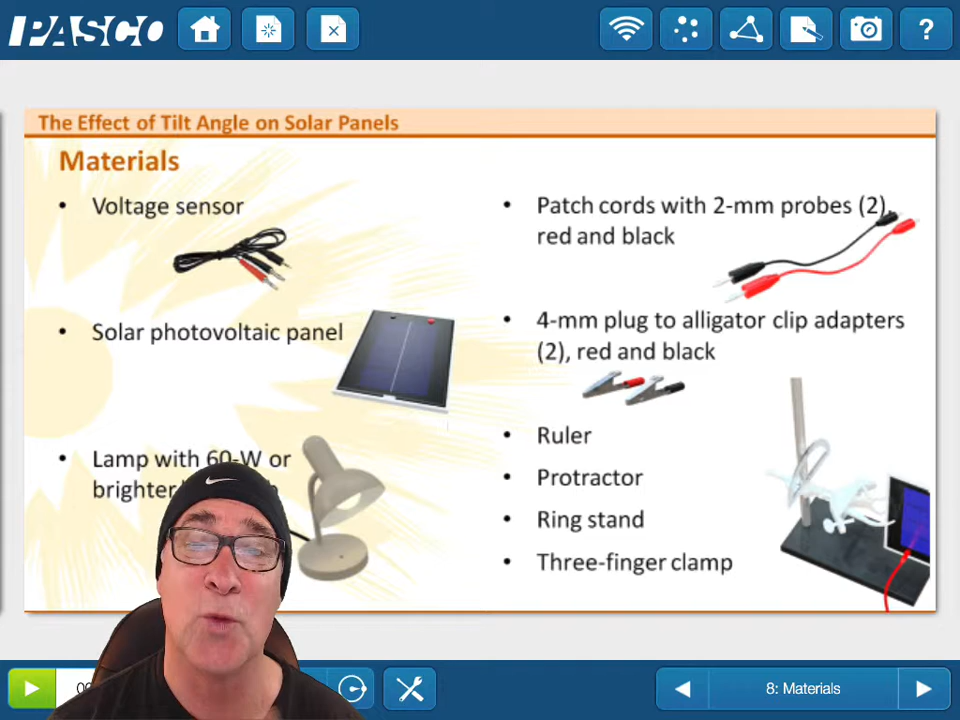 PASCO
?
The Effect of Tilt Angle on Solar Panels
Materials
• Voltage sensor
• Solar photovoltaic panel
• Lamp with 60-W or
brighter
• Patch cords with 2-mm probes (2),
red and black
• 4-mm plug to alligator clip adapters
(2), red and black
• Ruler
• Protractor
• Ring stand
• Three-finger clamp
8: Materials